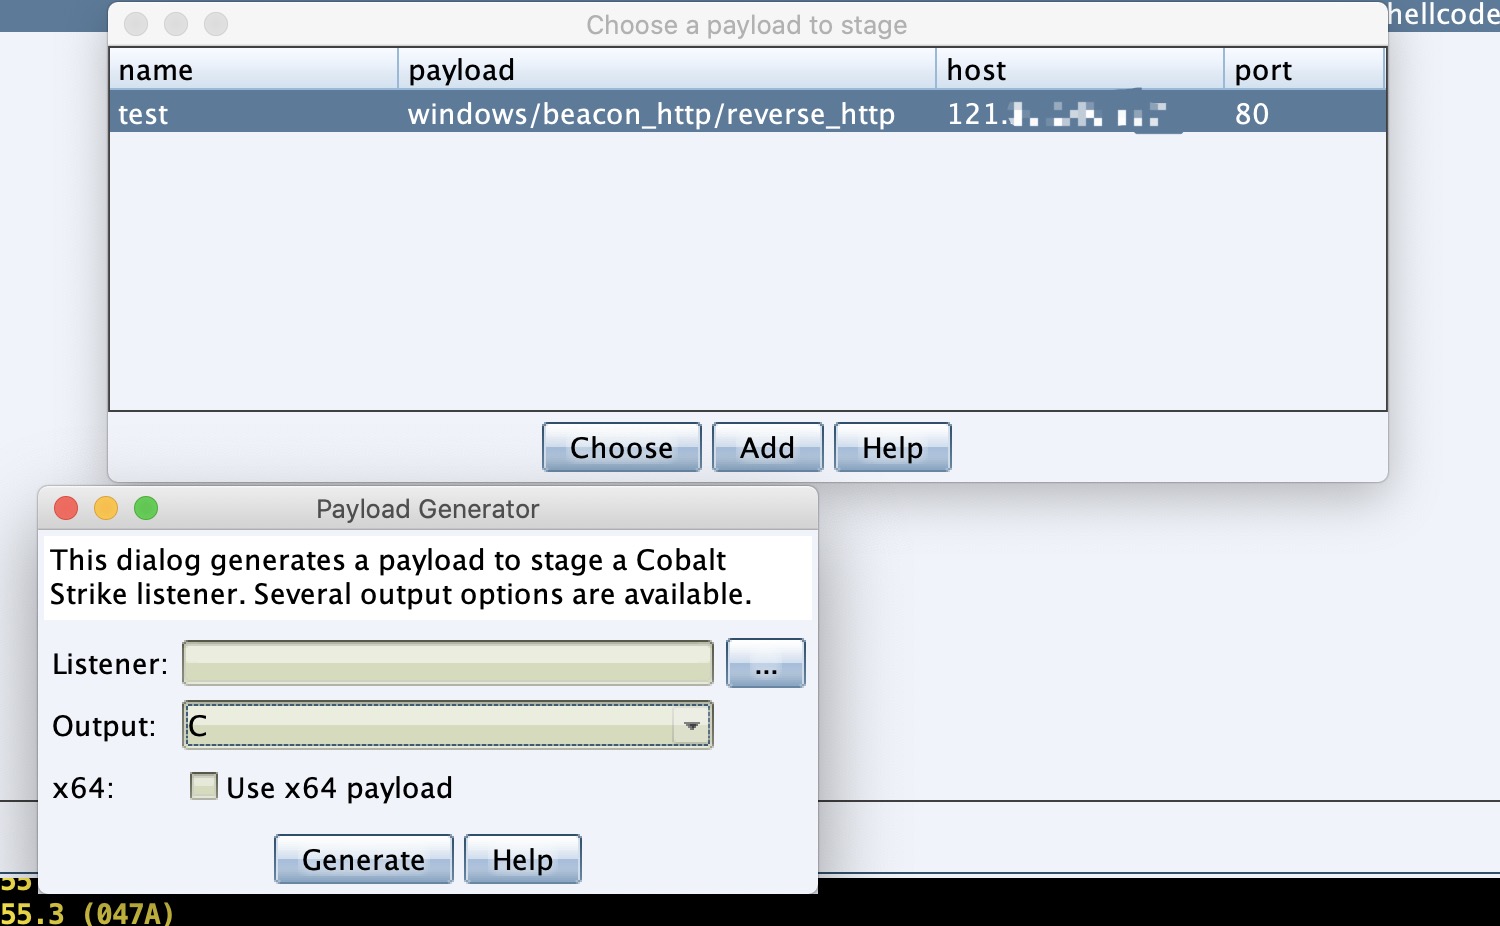 hellcode
Choose a payload to stage
name payload host port
test windows/beacon_http/reverse_http 121. 80
Choose Add Help
Payload Generator
This dialog generates a payload to stage a Cobalt
Strike listener. Several output options are available.
Listener: ...
Output: C
x64: Use x64 payload
Generate Help
55
55.3 (047A)